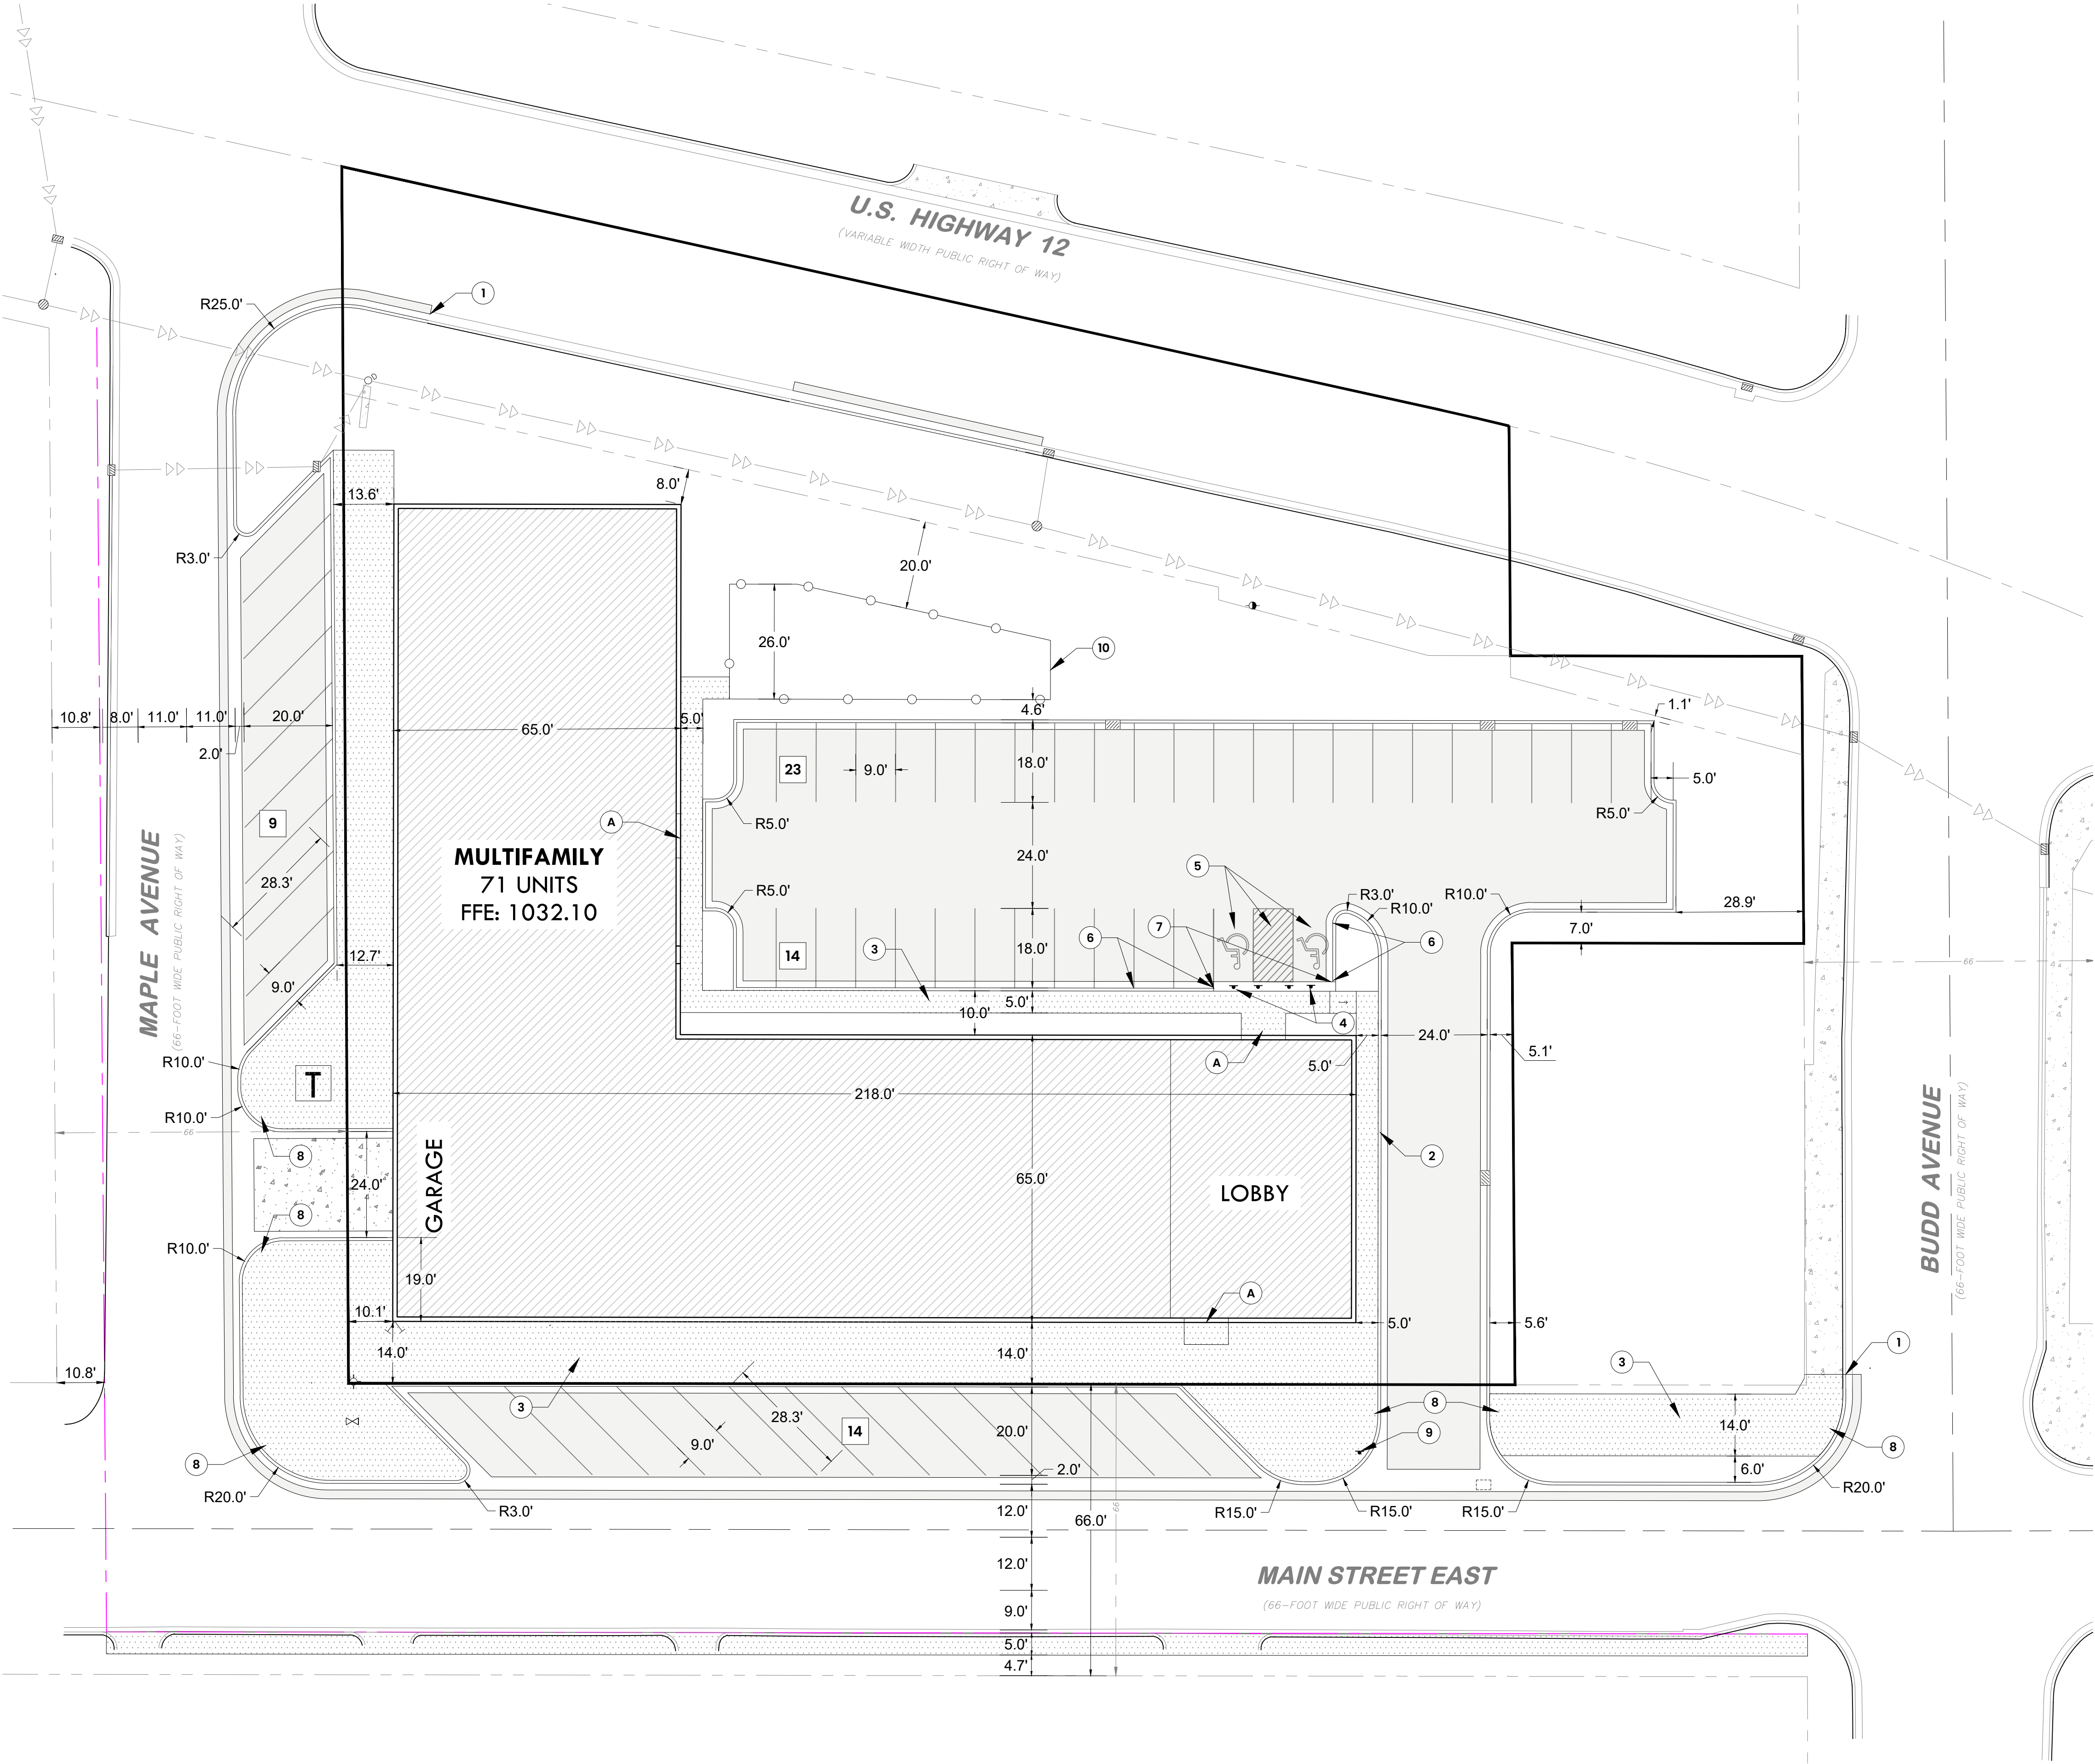 U.S. HIGHWAY 12
(VARIABLE WIDTH PUBLIC RIGHT OF WAY)
R25.0'
1
8.0'
13.6'
R3.0'
20.0'
26.0'
10
10.8'
8.0'
11.0'
11.0'
20.0'
2.0'
65.0'
5.0'
4.6'
1.1'
23
9.0'
18.0'
5.0'
R5.0'
R5.0'
9
A
MAPLE AVENUE
(66-FOOT WIDE PUBLIC RIGHT OF WAY)
MULTIFAMILY
71 UNITS
FFE: 1032.10
24.0'
5
28.3'
R5.0'
R3.0'
R10.0'
R10.0'
28.9'
7.0'
14
3
18.0'
6
7
6
12.7'
9.0'
66
5.0'
10.0'
4
24.0'
5.1'
A
5.0'
R10.0'
T
218.0'
R10.0'
66
8
24.0'
GARAGE
2
65.0'
LOBBY
BUDD AVENUE
(66-FOOT WIDE PUBLIC RIGHT OF WAY)
8
R10.0'
19.0'
10.1'
A
5.0'
5.6'
14.0'
14.0'
1
3
10.8'
3
28.3'
14
9.0'
20.0'
8
9
14.0'
8
8
2.0'
6.0'
R20.0'
R3.0'
12.0'
66.0'
66
R15.0'
R15.0'
R15.0'
R20.0'
12.0'
MAIN STREET EAST
(66-FOOT WIDE PUBLIC RIGHT OF WAY)
9.0'
5.0'
4.7'